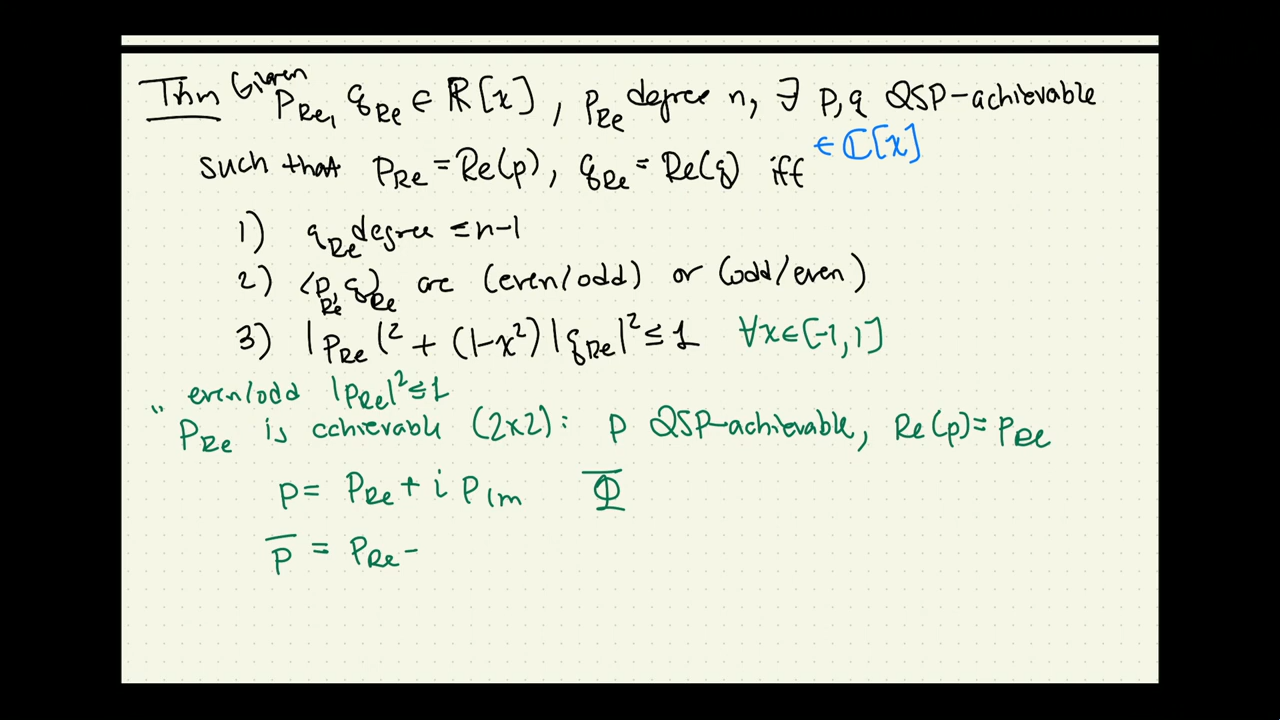 Thm Given P_Re, q_Re ∈ ℝ[x], P_Re degree n, ∃ p,q QSP-achievable
∈ ℂ[x]
such that P_Re = Re(p), q_Re = Re(q) iff
1) q_Re degree ≤ n-1
2) (P_Re, q)_Re are (even/odd) or (odd/even)
3) |P_Re|² + (1-x²)|q_Re|² ≤ 1 ∀x∈[-1,1]
even/odd |P_Re|² ≤ 1
" P_Re is achievable (2x2): p QSP-achievable, Re(p) = P_Re
p = P_Re + i P_Im Φ
p̅ = P_Re -